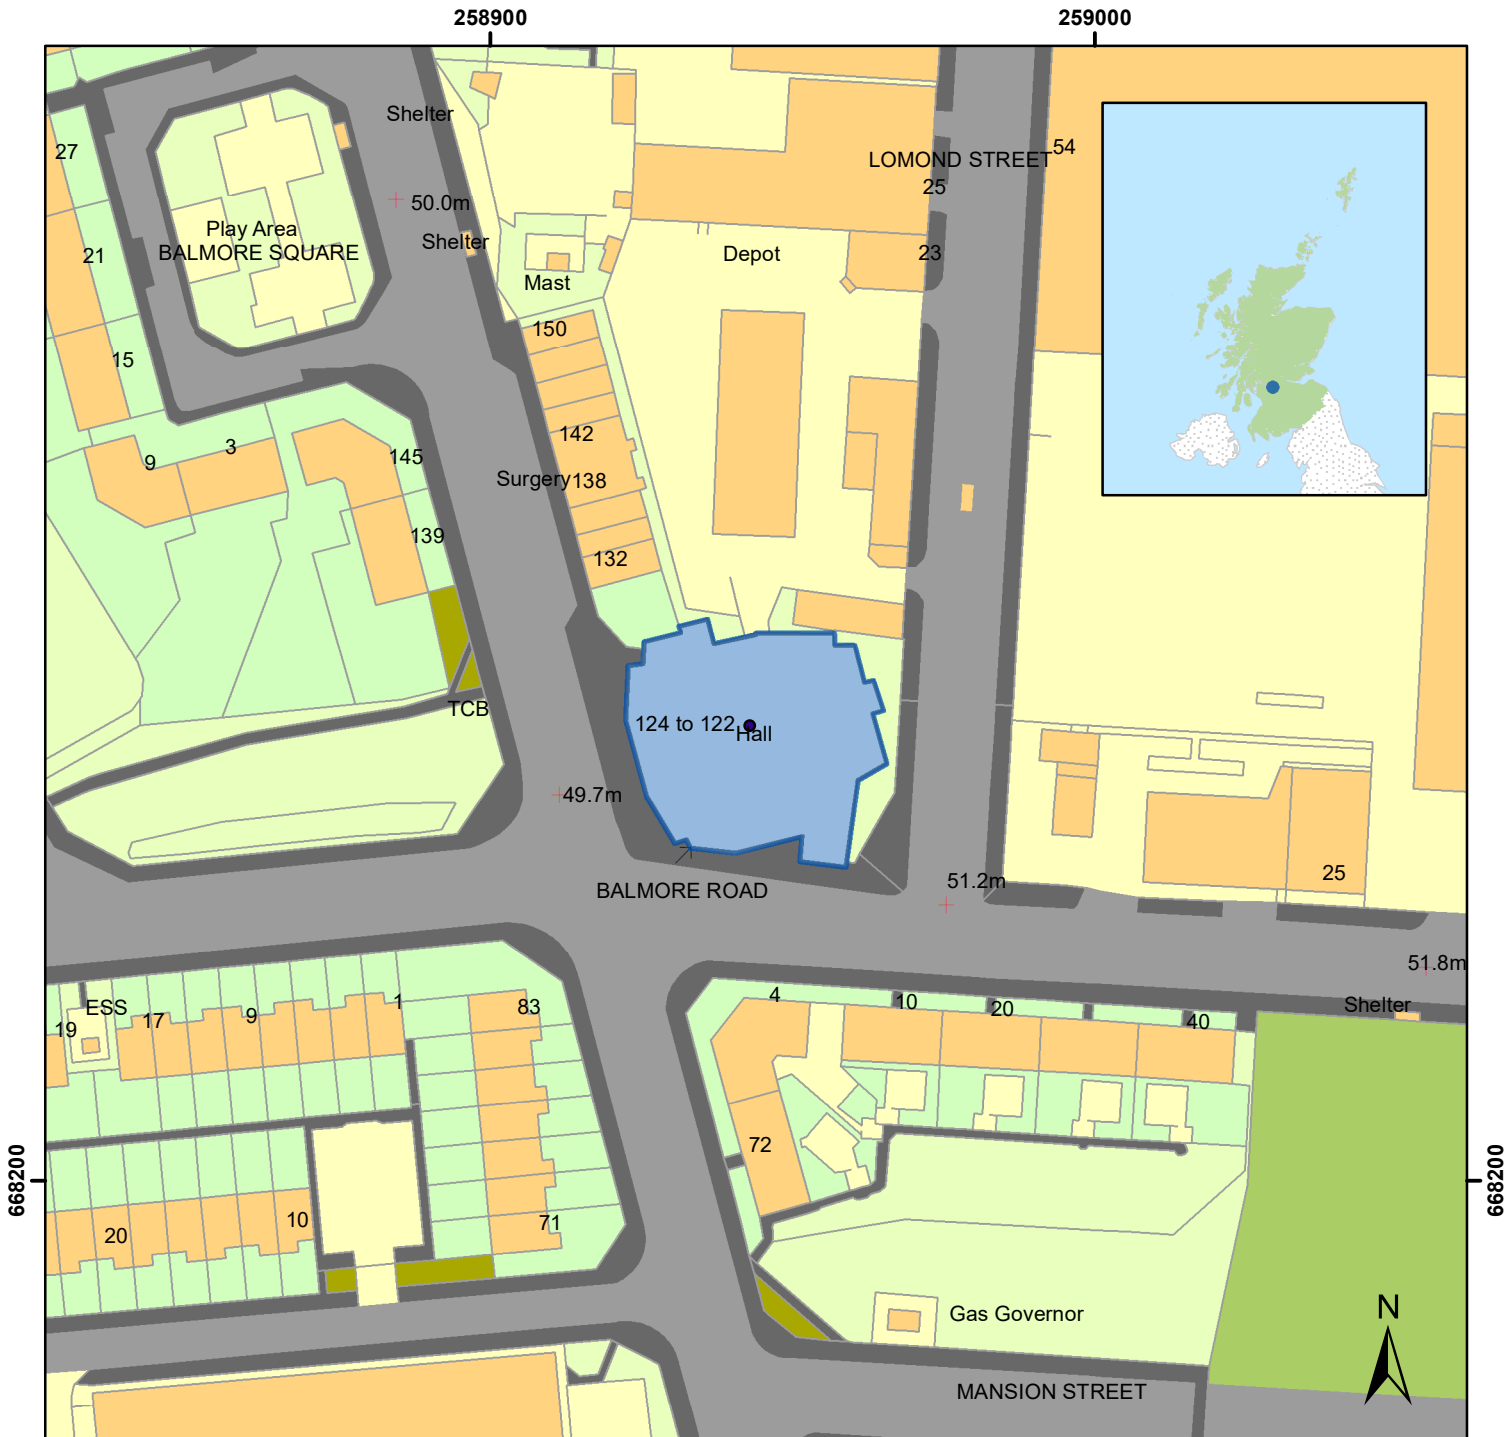 258900
259000
Shelter
27
54
LOMOND STREET
25
50.0m
Play Area
BALMORE SQUARE
Shelter
21
Depot
23
Mast
150
15
142
3
9
145
Surgery
138
139
132
TCB
124 to 122
Hall
49.7m
25
51.2m
BALMORE ROAD
51.8m
4
10
20
40
Shelter
ESS
1
83
9
17
19
72
668200
668200
10
71
20
Gas Governor
N
MANSION STREET